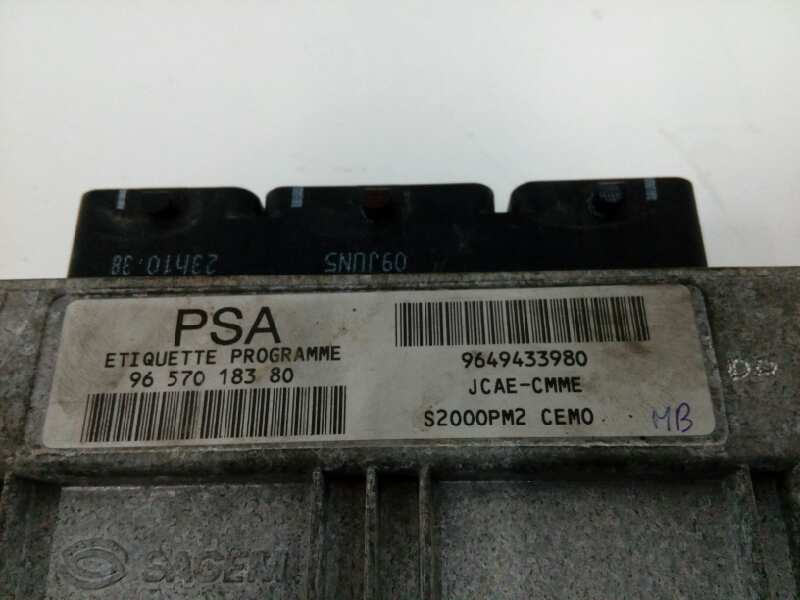 23h10:38
09JUN5
PSA
ETIQUETTE PROGRAMME
96 570 183 80
9649433980
JCAE-CMME
S2000PM2 CEMO
MB
SAGEM